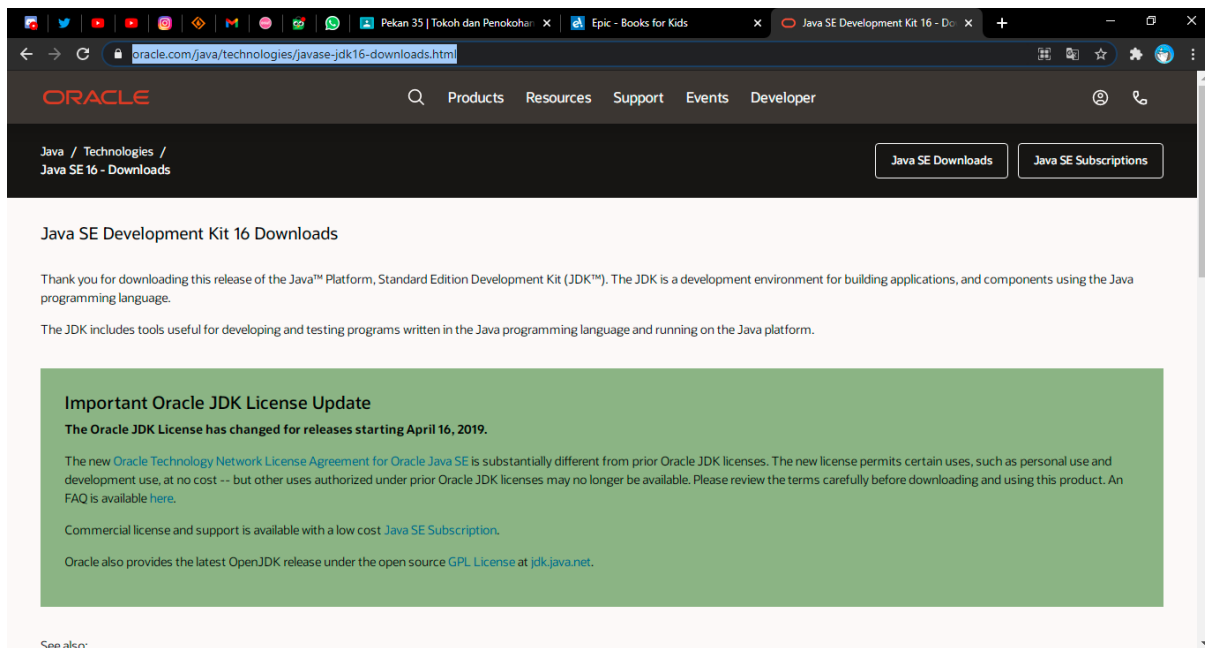 Pekan 35 | Tokoh dan Penokohan
Epic - Books for Kids
Java SE Development Kit 16 - Do
oracle.com/java/technologies/javase-jdk16-downloads.html
ORACLE
Products Resources Support Events Developer
Java / Technologies /
Java SE 16 - Downloads
Java SE Downloads
Java SE Subscriptions
Java SE Development Kit 16 Downloads
Thank you for downloading this release of the Java™ Platform, Standard Edition Development Kit (JDK™). The JDK is a development environment for building applications, and components using the Java
programming language.
The JDK includes tools useful for developing and testing programs written in the Java programming language and running on the Java platform.
Important Oracle JDK License Update
The Oracle JDK License has changed for releases starting April 16, 2019.
The new Oracle Technology Network License Agreement for Oracle Java SE is substantially different from prior Oracle JDK licenses. The new license permits certain uses, such as personal use and
development use, at no cost -- but other uses authorized under prior Oracle JDK licenses may no longer be available. Please review the terms carefully before downloading and using this product. An
FAQ is available here.
Commercial license and support is available with a low cost Java SE Subscription.
Oracle also provides the latest OpenJDK release under the open source GPL License at jdk.java.net.
See also: